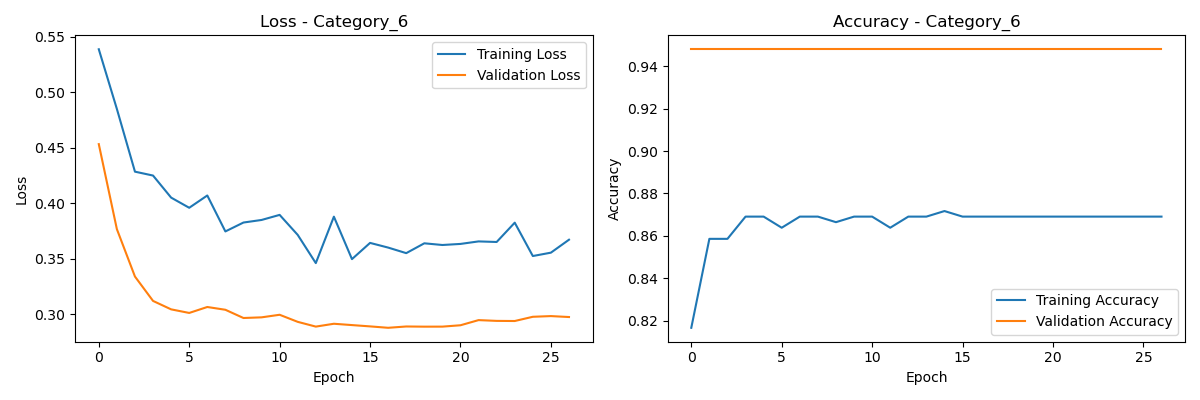 Loss - Category_6
0.55
0.50
0.45
0.40
0.35
0.30
Loss
Training Loss
Validation Loss
0 5 10 15 20 25
Epoch
Accuracy - Category_6
0.94
0.92
0.90
0.88
0.86
0.84
0.82
Accuracy
Training Accuracy
Validation Accuracy
0 5 10 15 20 25
Epoch